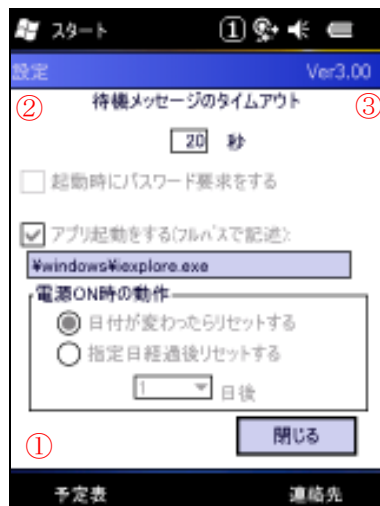 スタート 1
設定 Ver3.00
② 待機メッセージのタイムアウト ③
20 秒
起動時にパスワード要求をする
アプリ起動をする(フルパスで記述):
¥windows¥iexplore.exe
電源ON時の動作
日付が変わったらリセットする
指定日経過後リセットする
1 日後
① 閉じる
予定表 連絡先